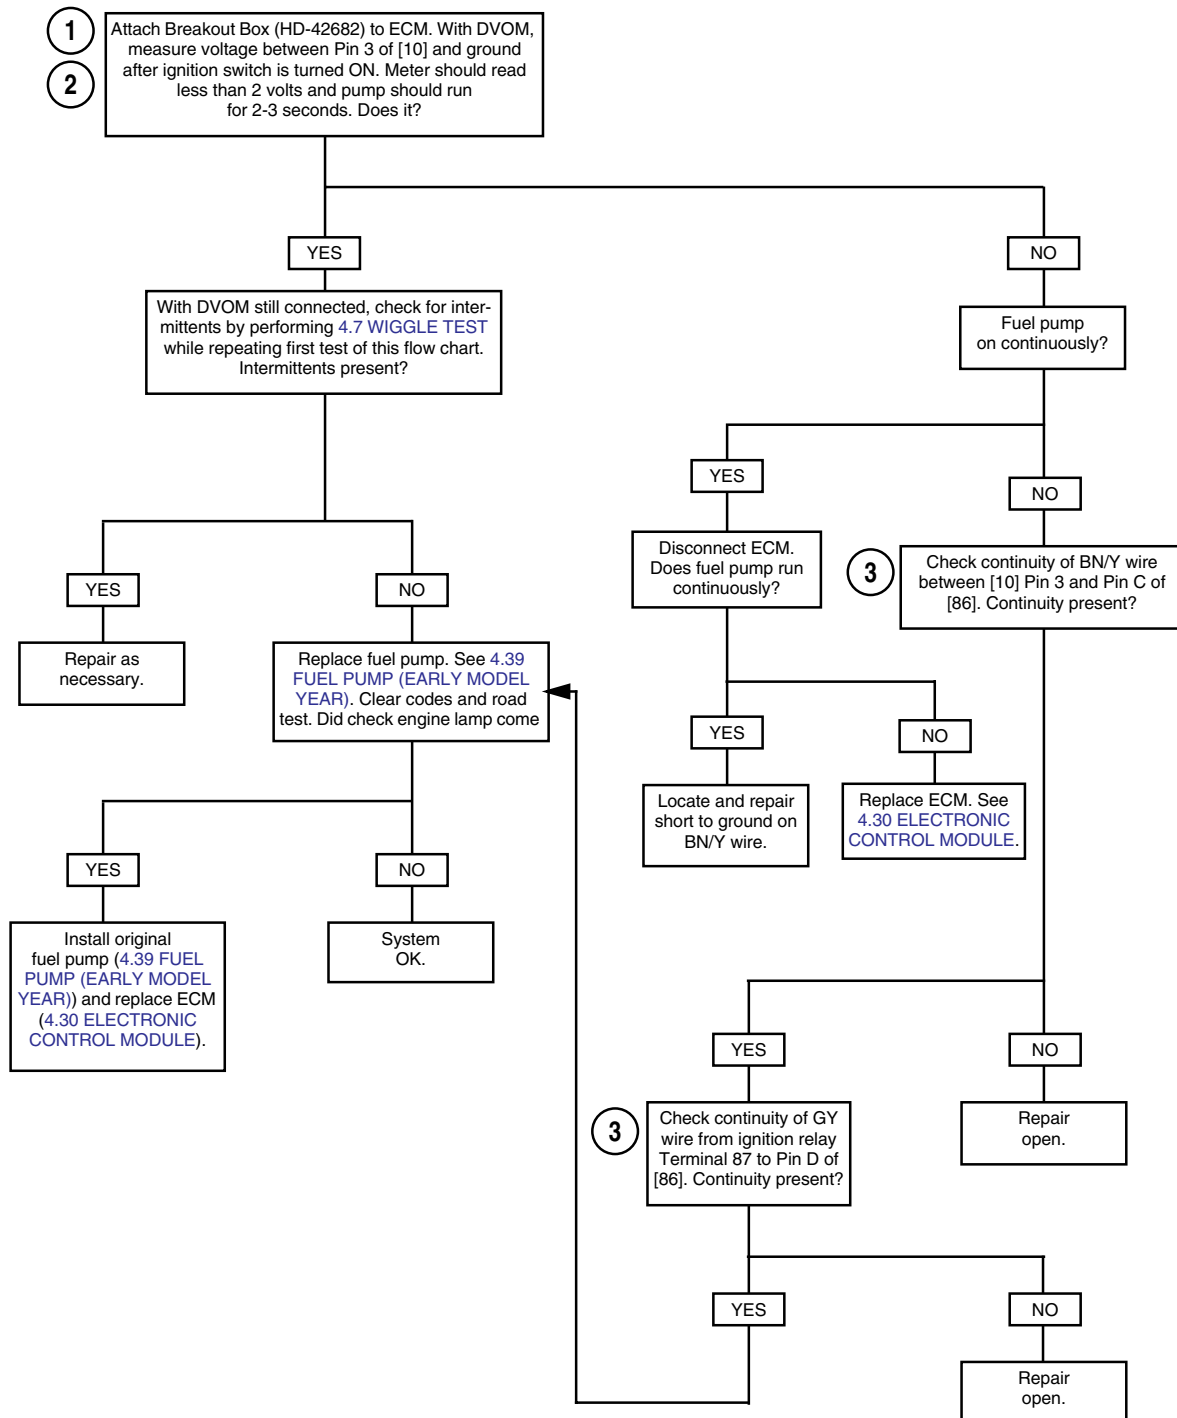 1
Attach Breakout Box (HD-42682) to ECM. With DVOM,
measure voltage between Pin 3 of [10] and ground
after ignition switch is turned ON. Meter should read
less than 2 volts and pump should run
for 2-3 seconds. Does it?
2
YES
NO
With DVOM still connected, check for inter-
mittents by performing 4.7 WIGGLE TEST
while repeating first test of this flow chart.
Intermittents present?
Fuel pump
on continuously?
YES
NO
Disconnect ECM.
Does fuel pump run
continuously?
3
Check continuity of BN/Y wire
between [10] Pin 3 and Pin C of
[86]. Continuity present?
YES
NO
Repair as
necessary.
Replace fuel pump. See 4.39
FUEL PUMP (EARLY MODEL
YEAR). Clear codes and road
test. Did check engine lamp come
YES
NO
Locate and repair
short to ground on
BN/Y wire.
Replace ECM. See
4.30 ELECTRONIC
CONTROL MODULE.
YES
NO
Install original
fuel pump (4.39 FUEL
PUMP (EARLY MODEL
YEAR)) and replace ECM
(4.30 ELECTRONIC
CONTROL MODULE).
System
OK.
YES
NO
3
Check continuity of GY
wire from ignition relay
Terminal 87 to Pin D of
[86]. Continuity present?
Repair
open.
YES
NO
Repair
open.